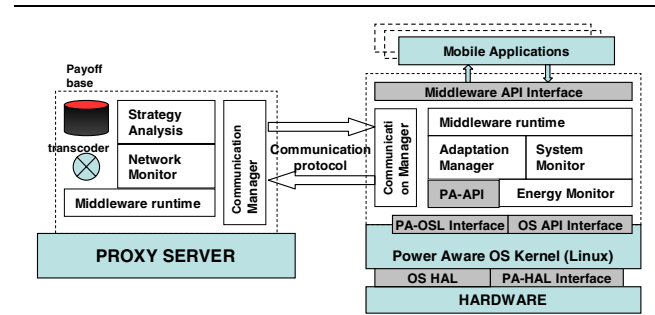 Mobile Applications
Middleware API Interface
Payoff
base
transcoder
Strategy
Analysis
Network
Monitor
Middleware runtime
Communication
Manager
PROXY SERVER
Communication
protocol
Communicati
on Manager
Middleware runtime
Adaptation
Manager
System
Monitor
PA-API
Energy Monitor
PA-OSL Interface
OS API Interface
Power Aware OS Kernel (Linux)
OS HAL
PA-HAL Interface
HARDWARE